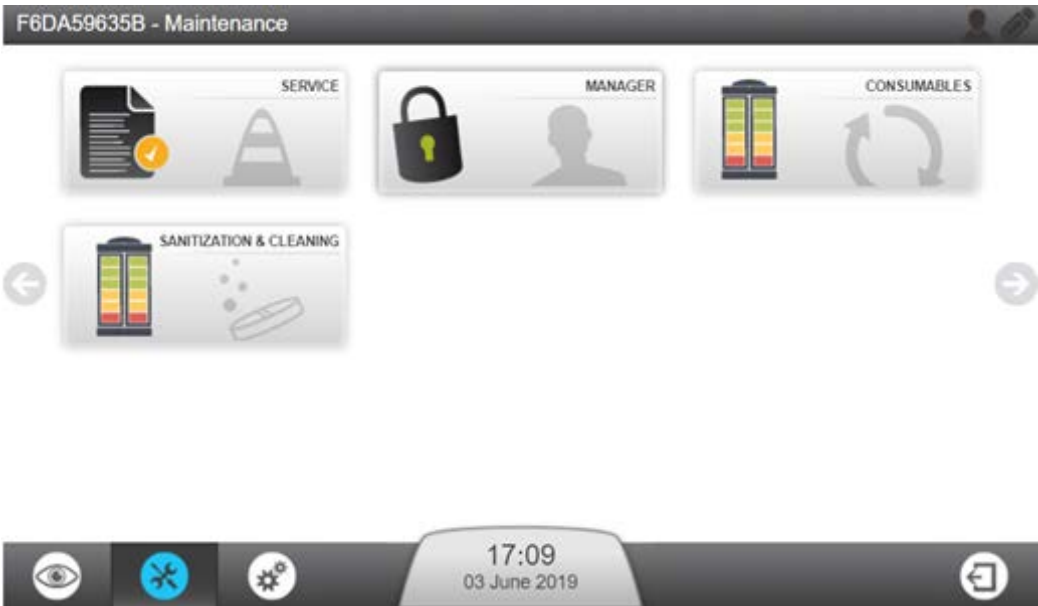 F6DA59635B - Maintenance
SERVICE
MANAGER
CONSUMABLES
SANITIZATION & CLEANING
17:09
03 June 2019